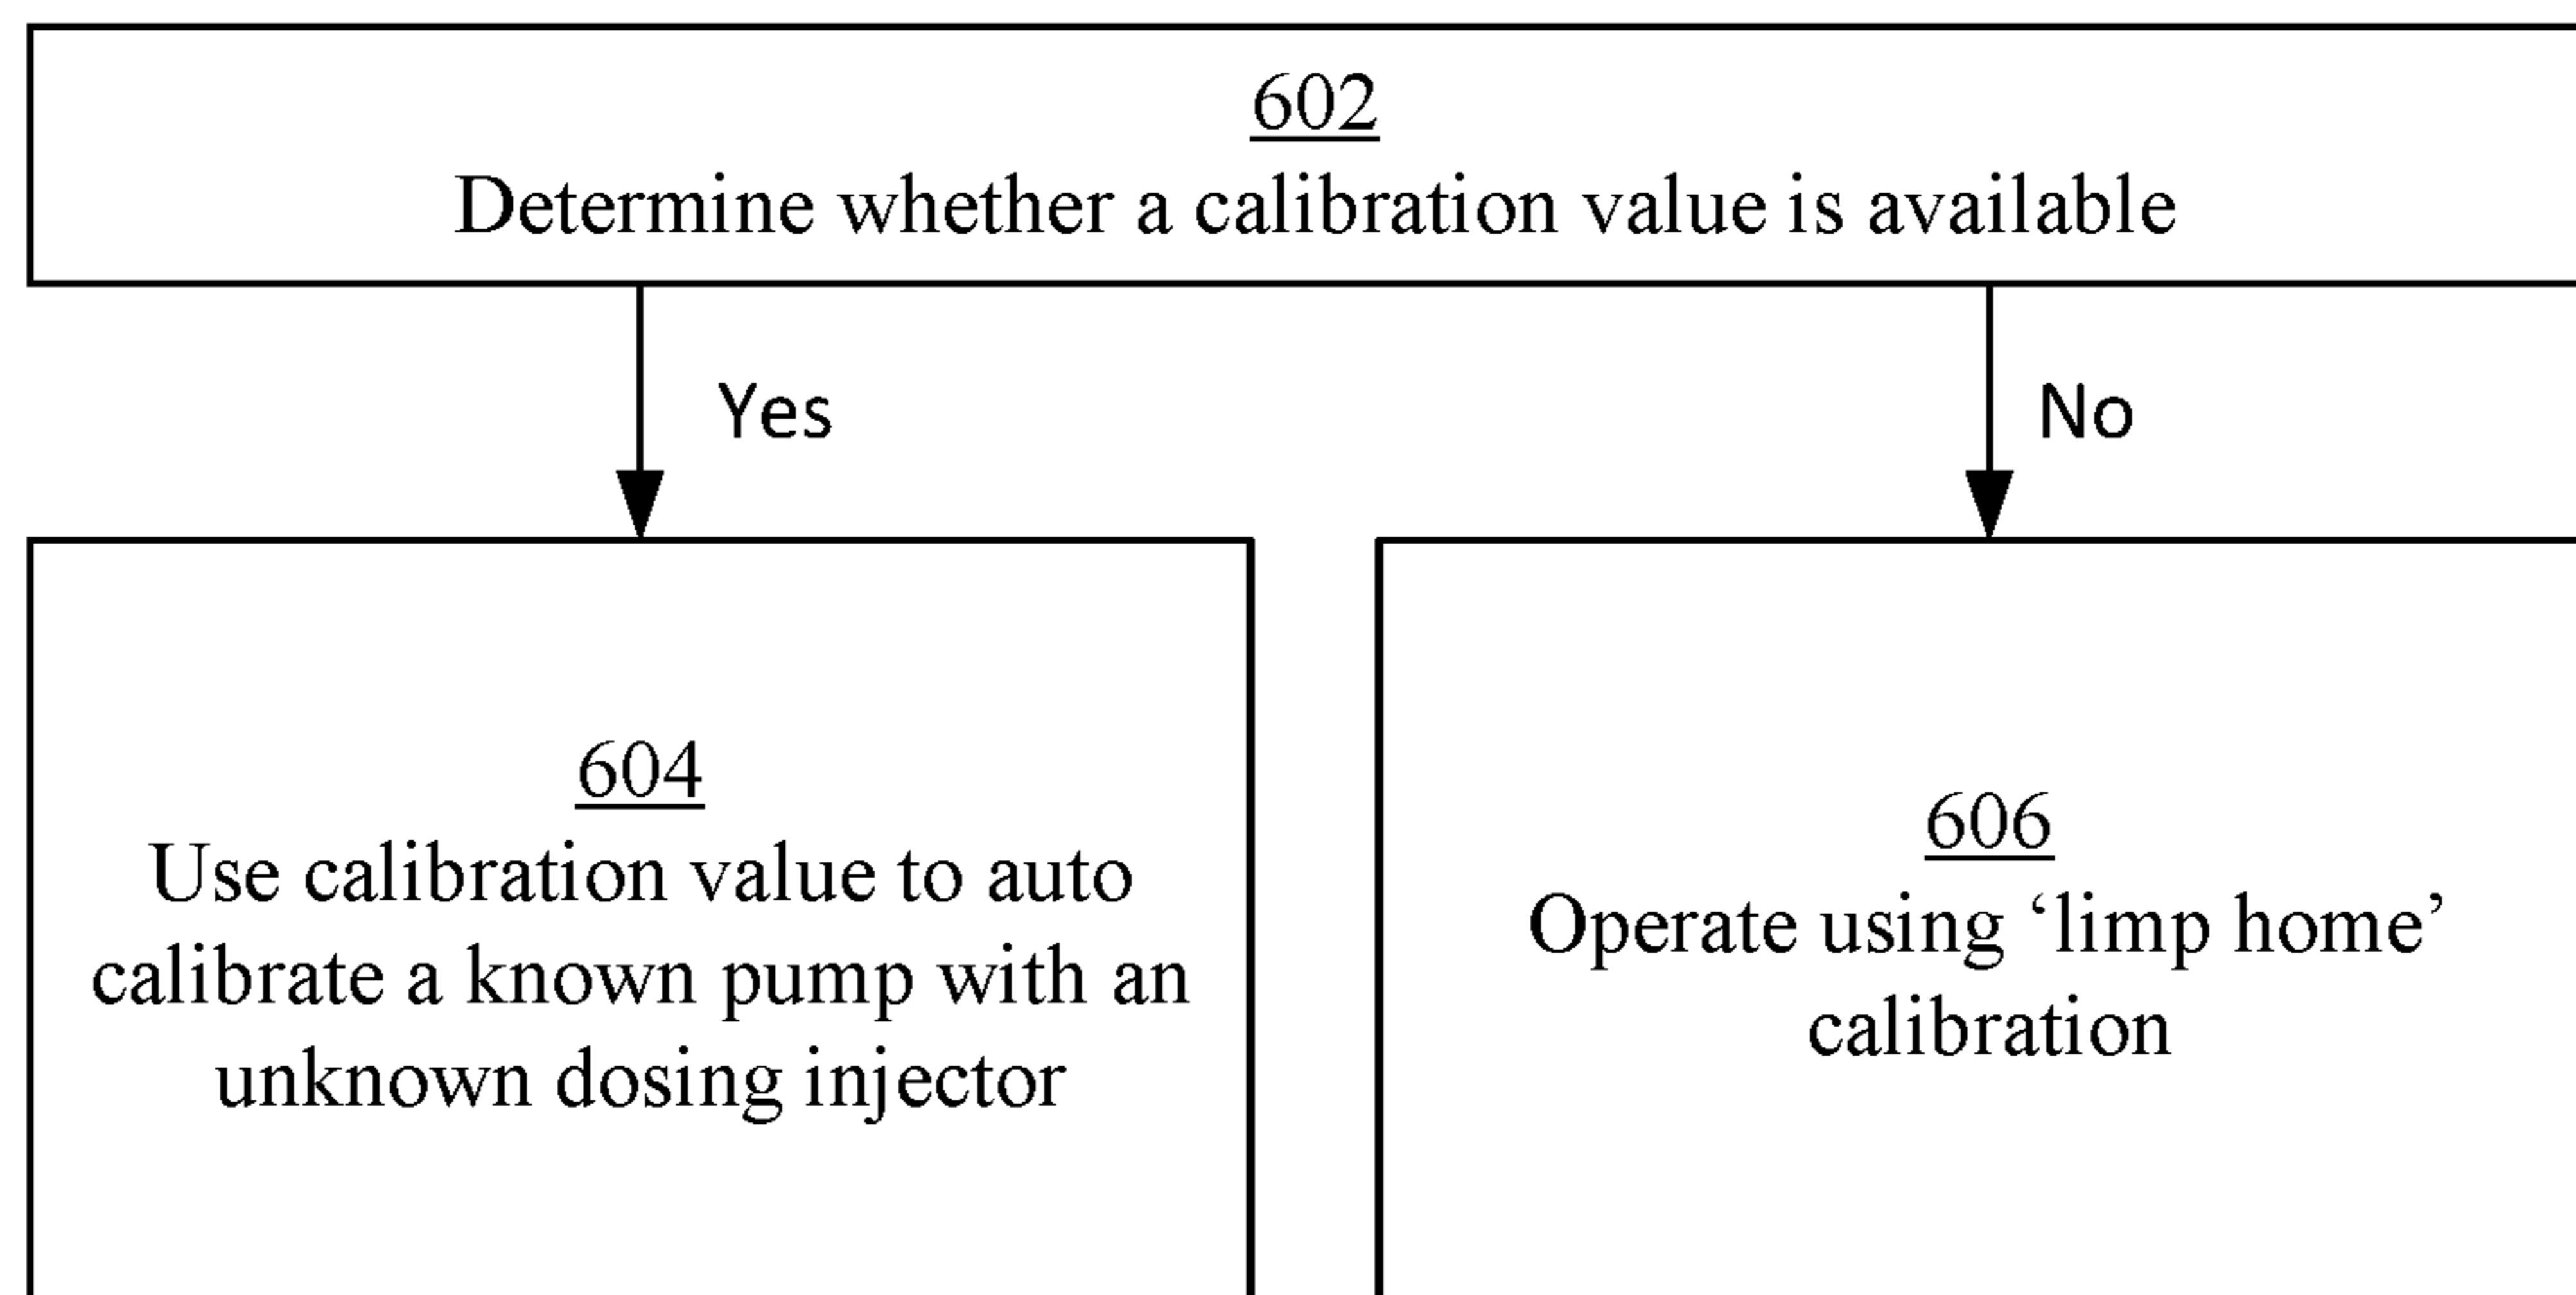 602
Determine whether a calibration value is available
Yes
No
604
Use calibration value to auto
calibrate a known pump with an
unknown dosing injector
606
Operate using ‘limp home’
calibration